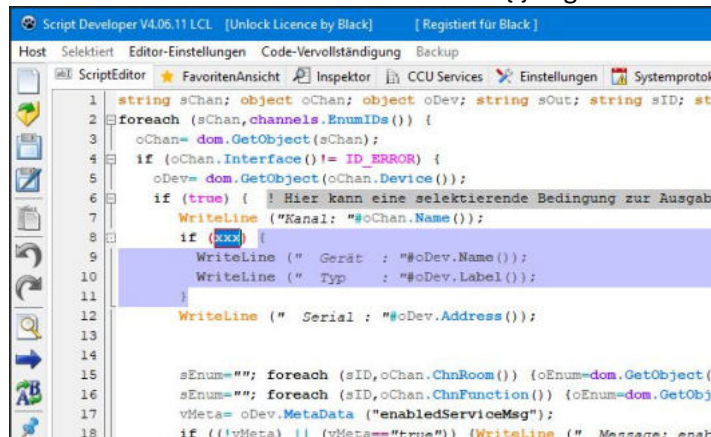 Script Developer V4.06.11 LCL [Unlock Licence by Black] [ Registiert für Black ]
Host Selektiert Editor-Einstellungen Code-Vervollständigung Backup
ScriptEditor FavoritenAnsicht Inspektor CCU Services Einstellungen Systemprotok
1 string sChan; object oChan; object oDev; string sOut; string sID; st
2 foreach (sChan,channels.EnumIDs()) {
3 oChan= dom.GetObject(sChan);
4 if (oChan.Interface()!= ID_ERROR) {
5 oDev= dom.GetObject(oChan.Device());
6 if (true) { ! Hier kann eine selektierende Bedingung zur Ausgab
7 WriteLine ("Kanal: "#oChan.Name());
8 if (xxx) {
9 WriteLine (" Gerät : "#oDev.Name());
10 WriteLine (" Typ : "#oDev.Label());
11 }
12 WriteLine (" Serial : "#oDev.Address());
13
14
15 sEnum=""; foreach (sID,oChan.ChnRoom()) {oEnum=dom.GetObject(
16 sEnum=""; foreach (sID,oChan.ChnFunction()) {oEnum=dom.GetObj
17 vMeta= oDev.MetaData ("enabledServiceMsg");
18 if ((!vMeta) || (vMeta=="true")) {WriteLine (" Message: enab